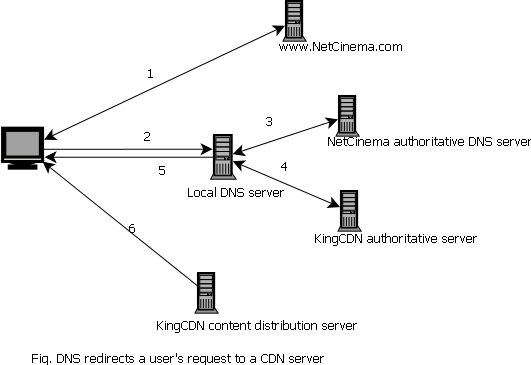 www.NetCinema.com
1
3
2
NetCinema authoritative DNS server
5
4
Local DNS server
6
KingCDN authoritative server
KingCDN content distribution server
Fig. DNS redirects a user's request to a CDN server